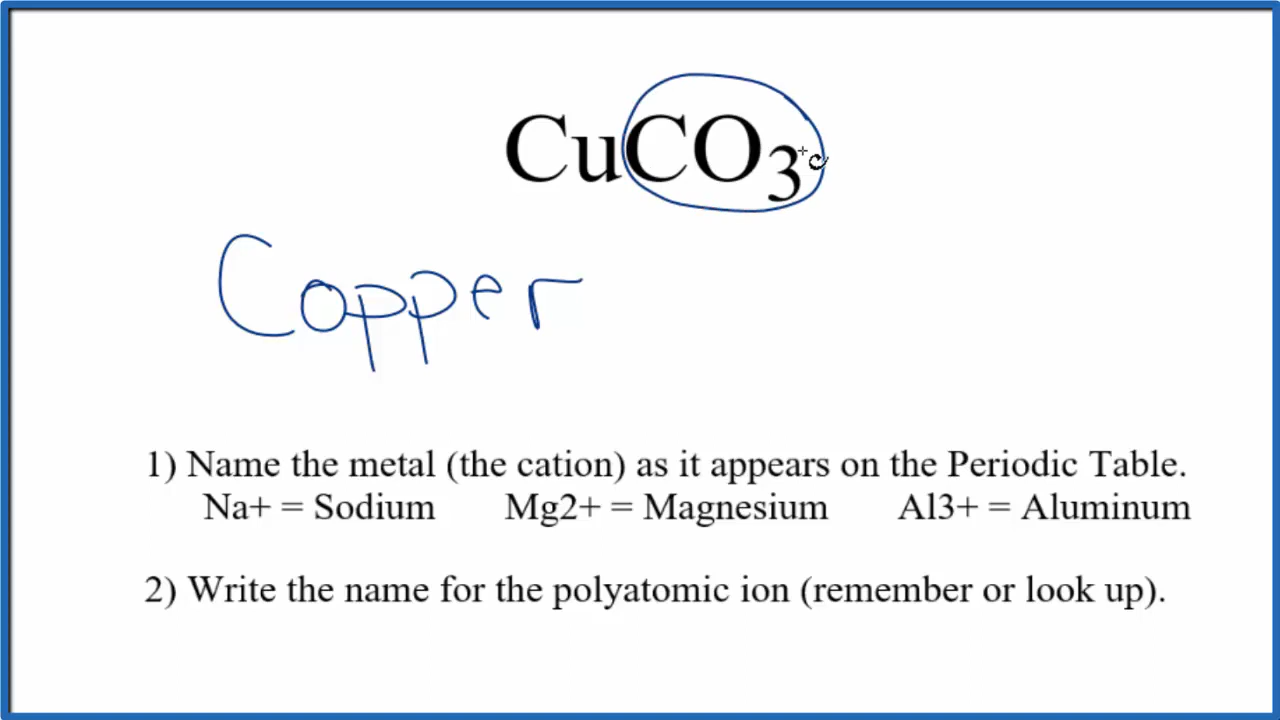 CuCO₃
Copper
1) Name the metal (the cation) as it appears on the Periodic Table.
Na+ = Sodium Mg2+ = Magnesium Al3+ = Aluminum
2) Write the name for the polyatomic ion (remember or look up).